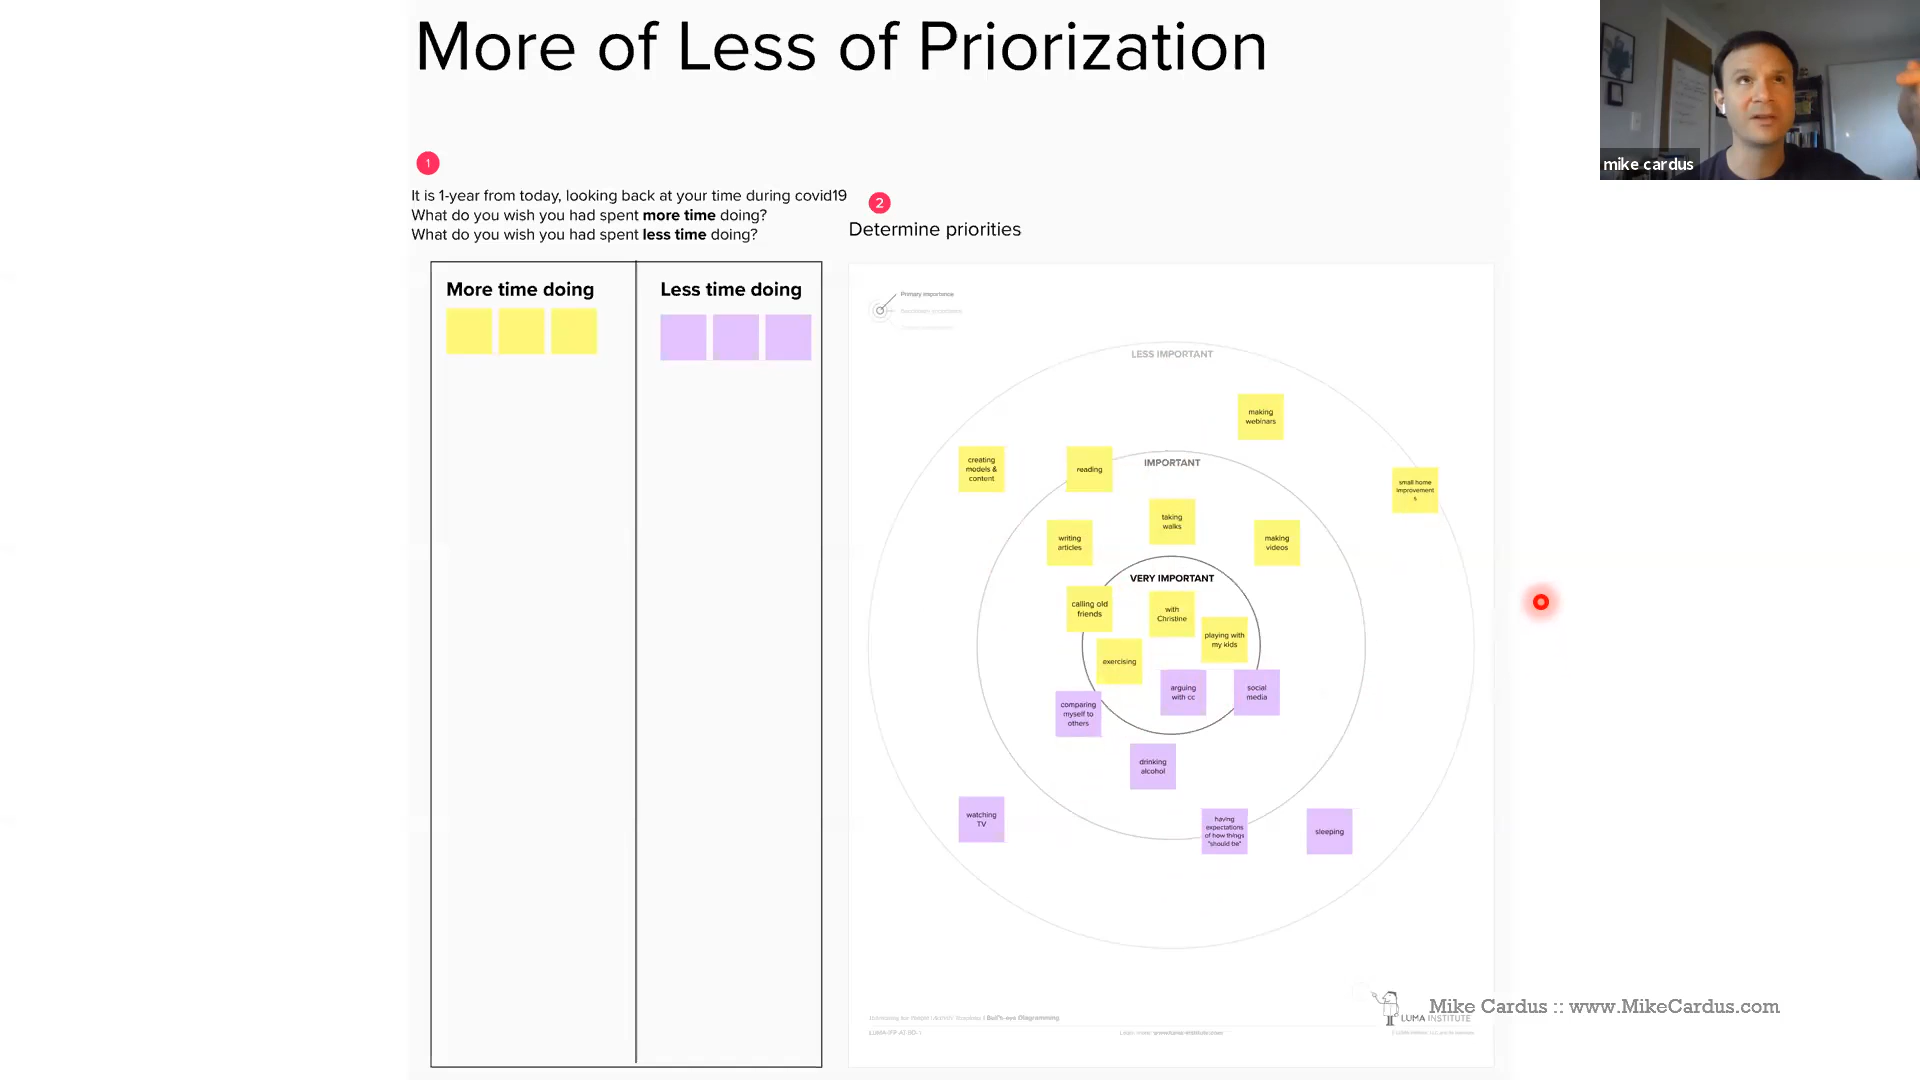 More of Less of Priorization
mike cardus
1
It is 1-year from today, looking back at your time during covid19
What do you wish you had spent more time doing?
What do you wish you had spent less time doing?
2
Determine priorities
More time doing
Less time doing
Primary importance
LESS IMPORTANT
making
webinars
creating
models &
content
reading
IMPORTANT
small home
improvement
s
taking
walks
writing
articles
making
videos
VERY IMPORTANT
calling old
friends
with
Christine
playing with
my kids
exercising
arguing
with cc
social
media
comparing
myself to
others
drinking
alcohol
watching
TV
having
expectations
of how things
"should be"
sleeping
Mike Cardus :: www.MikeCardus.com
LUMA INSTITUTE
Bull's-eye Diagramming